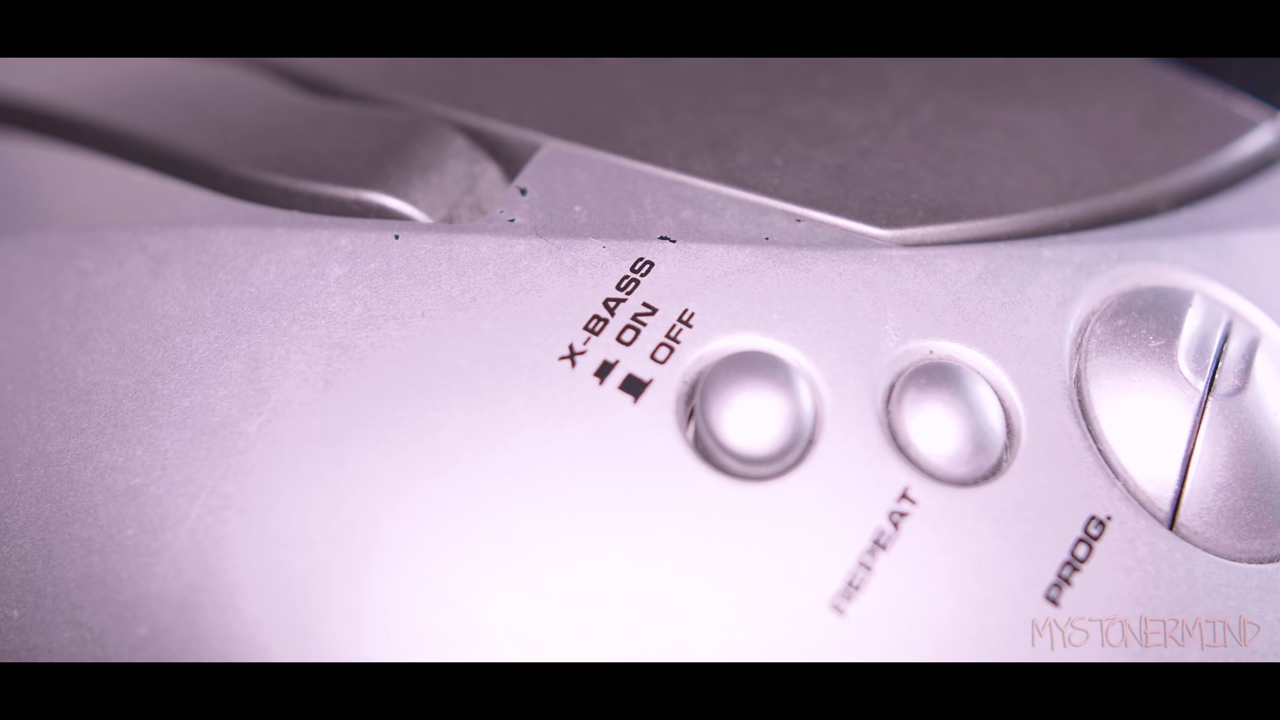 X-BASS
ON
OFF
REPEAT
PROG.
MYSTONERMIND